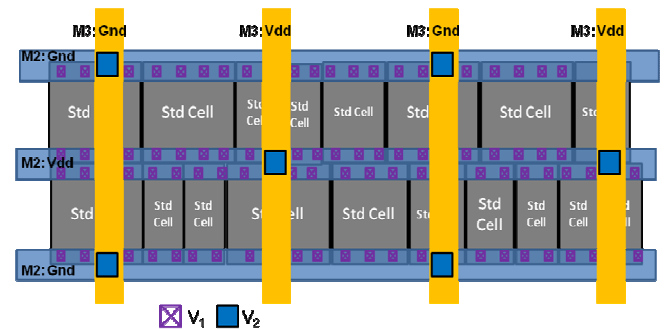 M3:Gnd M3:Vdd M3:Gnd M3:Vdd
M2:Gnd
Std Std Cell Std Std Cell Std Cell Std Std Cell Std
Cell Cell
M2:Vdd
Std Std Std Std Cell Std Std Std Std
Cell Cell Cell Cell Cell Cell
M2:Gnd
V1 V2